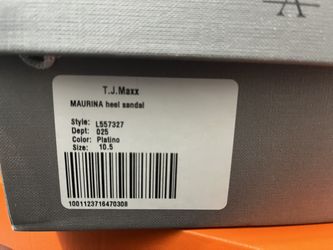 A
T.J.Maxx
MAURINA heel sandal
Style: L557327
Dept: 025
Color: Platino
Size: 10.5
1001123716470308